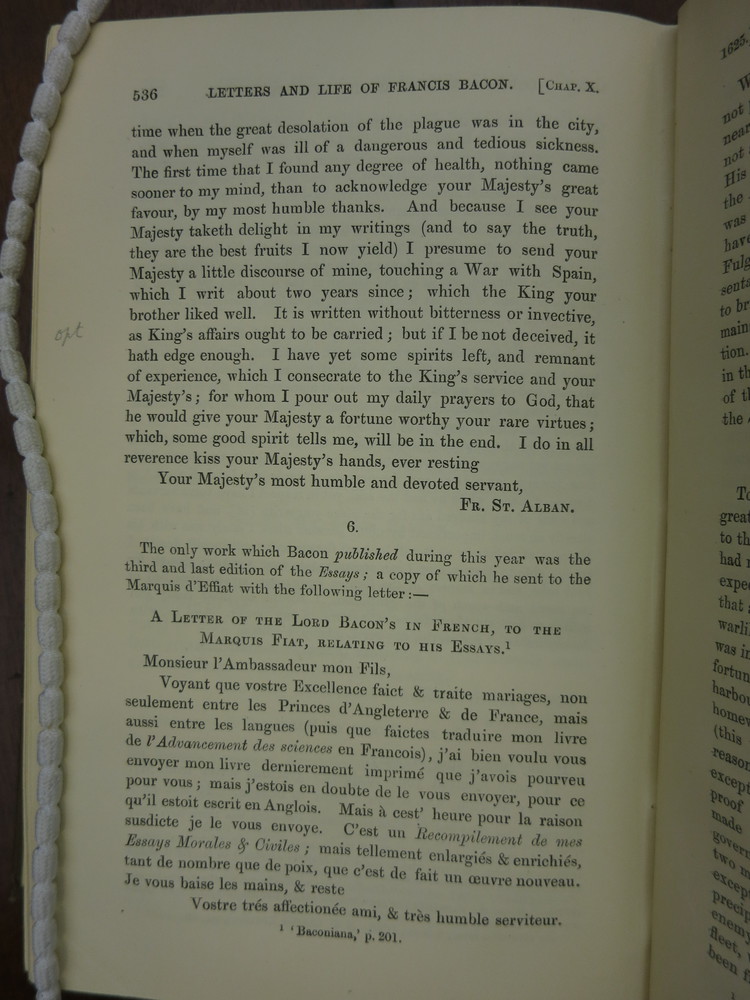 536 LETTERS AND LIFE OF FRANCIS BACON. [CHAP. X.
time when the great desolation of the plague was in the city,
and when myself was ill of a dangerous and tedious sickness.
The first time that I found any degree of health, nothing came
sooner to my mind, than to acknowledge your Majesty's great
favour, by my most humble thanks. And because I see your
Majesty taketh delight in my writings (and to say the truth,
they are the best fruits I now yield) I presume to send your
Majesty a little discourse of mine, touching a War with Spain,
which I writ about two years since; which the King your
brother liked well. It is written without bitterness or invective,
as King's affairs ought to be carried; but if I be not deceived, it
hath edge enough. I have yet some spirits left, and remnant
of experience, which I consecrate to the King's service and your
Majesty's; for whom I pour out my daily prayers to God, that
he would give your Majesty a fortune worthy your rare virtues;
which, some good spirit tells me, will be in the end. I do in all
reverence kiss your Majesty's hands, ever resting
Your Majesty's most humble and devoted servant,
FR. ST. ALBAN.
6.
The only work which Bacon published during this year was the
third and last edition of the Essays; a copy of which he sent to the
Marquis d'Effiat with the following letter:—
A LETTER OF THE LORD BACON'S IN FRENCH, TO THE
MARQUIS FIAT, RELATING TO HIS ESSAYS.¹
Monsieur l'Ambassadeur mon Fils,
Voyant que vostre Excellence faict & traite mariages, non
seulement entre les Princes d'Angleterre & de France, mais
aussi entre les langues (puis que faictes traduire mon livre
de l'Advancement des sciences en Francois), j'ai bien voulu vous
envoyer mon livre dernierement imprimé que j'avois pourveu
pour vous; mais j'estois en doubte de le vous envoyer, pour ce
qu'il estoit escrit en Anglois. Mais à cest' heure pour la raison
susdicte je le vous envoye. C'est un Recompilement de mes
Essays Morales & Civiles; mais tellement enlargiés & enrichiés,
tant de nombre que de poix, que c'est de fait un œuvre nouveau.
Je vous baise les mains, & reste
Vostre trés affectionée ami, & très humble serviteur.
¹ 'Baconiana,' p. 201.
opt
1625.
not
near
not
His
the
was
have
Fulg
to br
main
tion.
in th
of th
the
To
great
to th
had
expe
that
warli
was in
fortun
harbou
homew
(this
reason
except
proof
made
govern
two m
except
precip
enemy
fleet,
been f